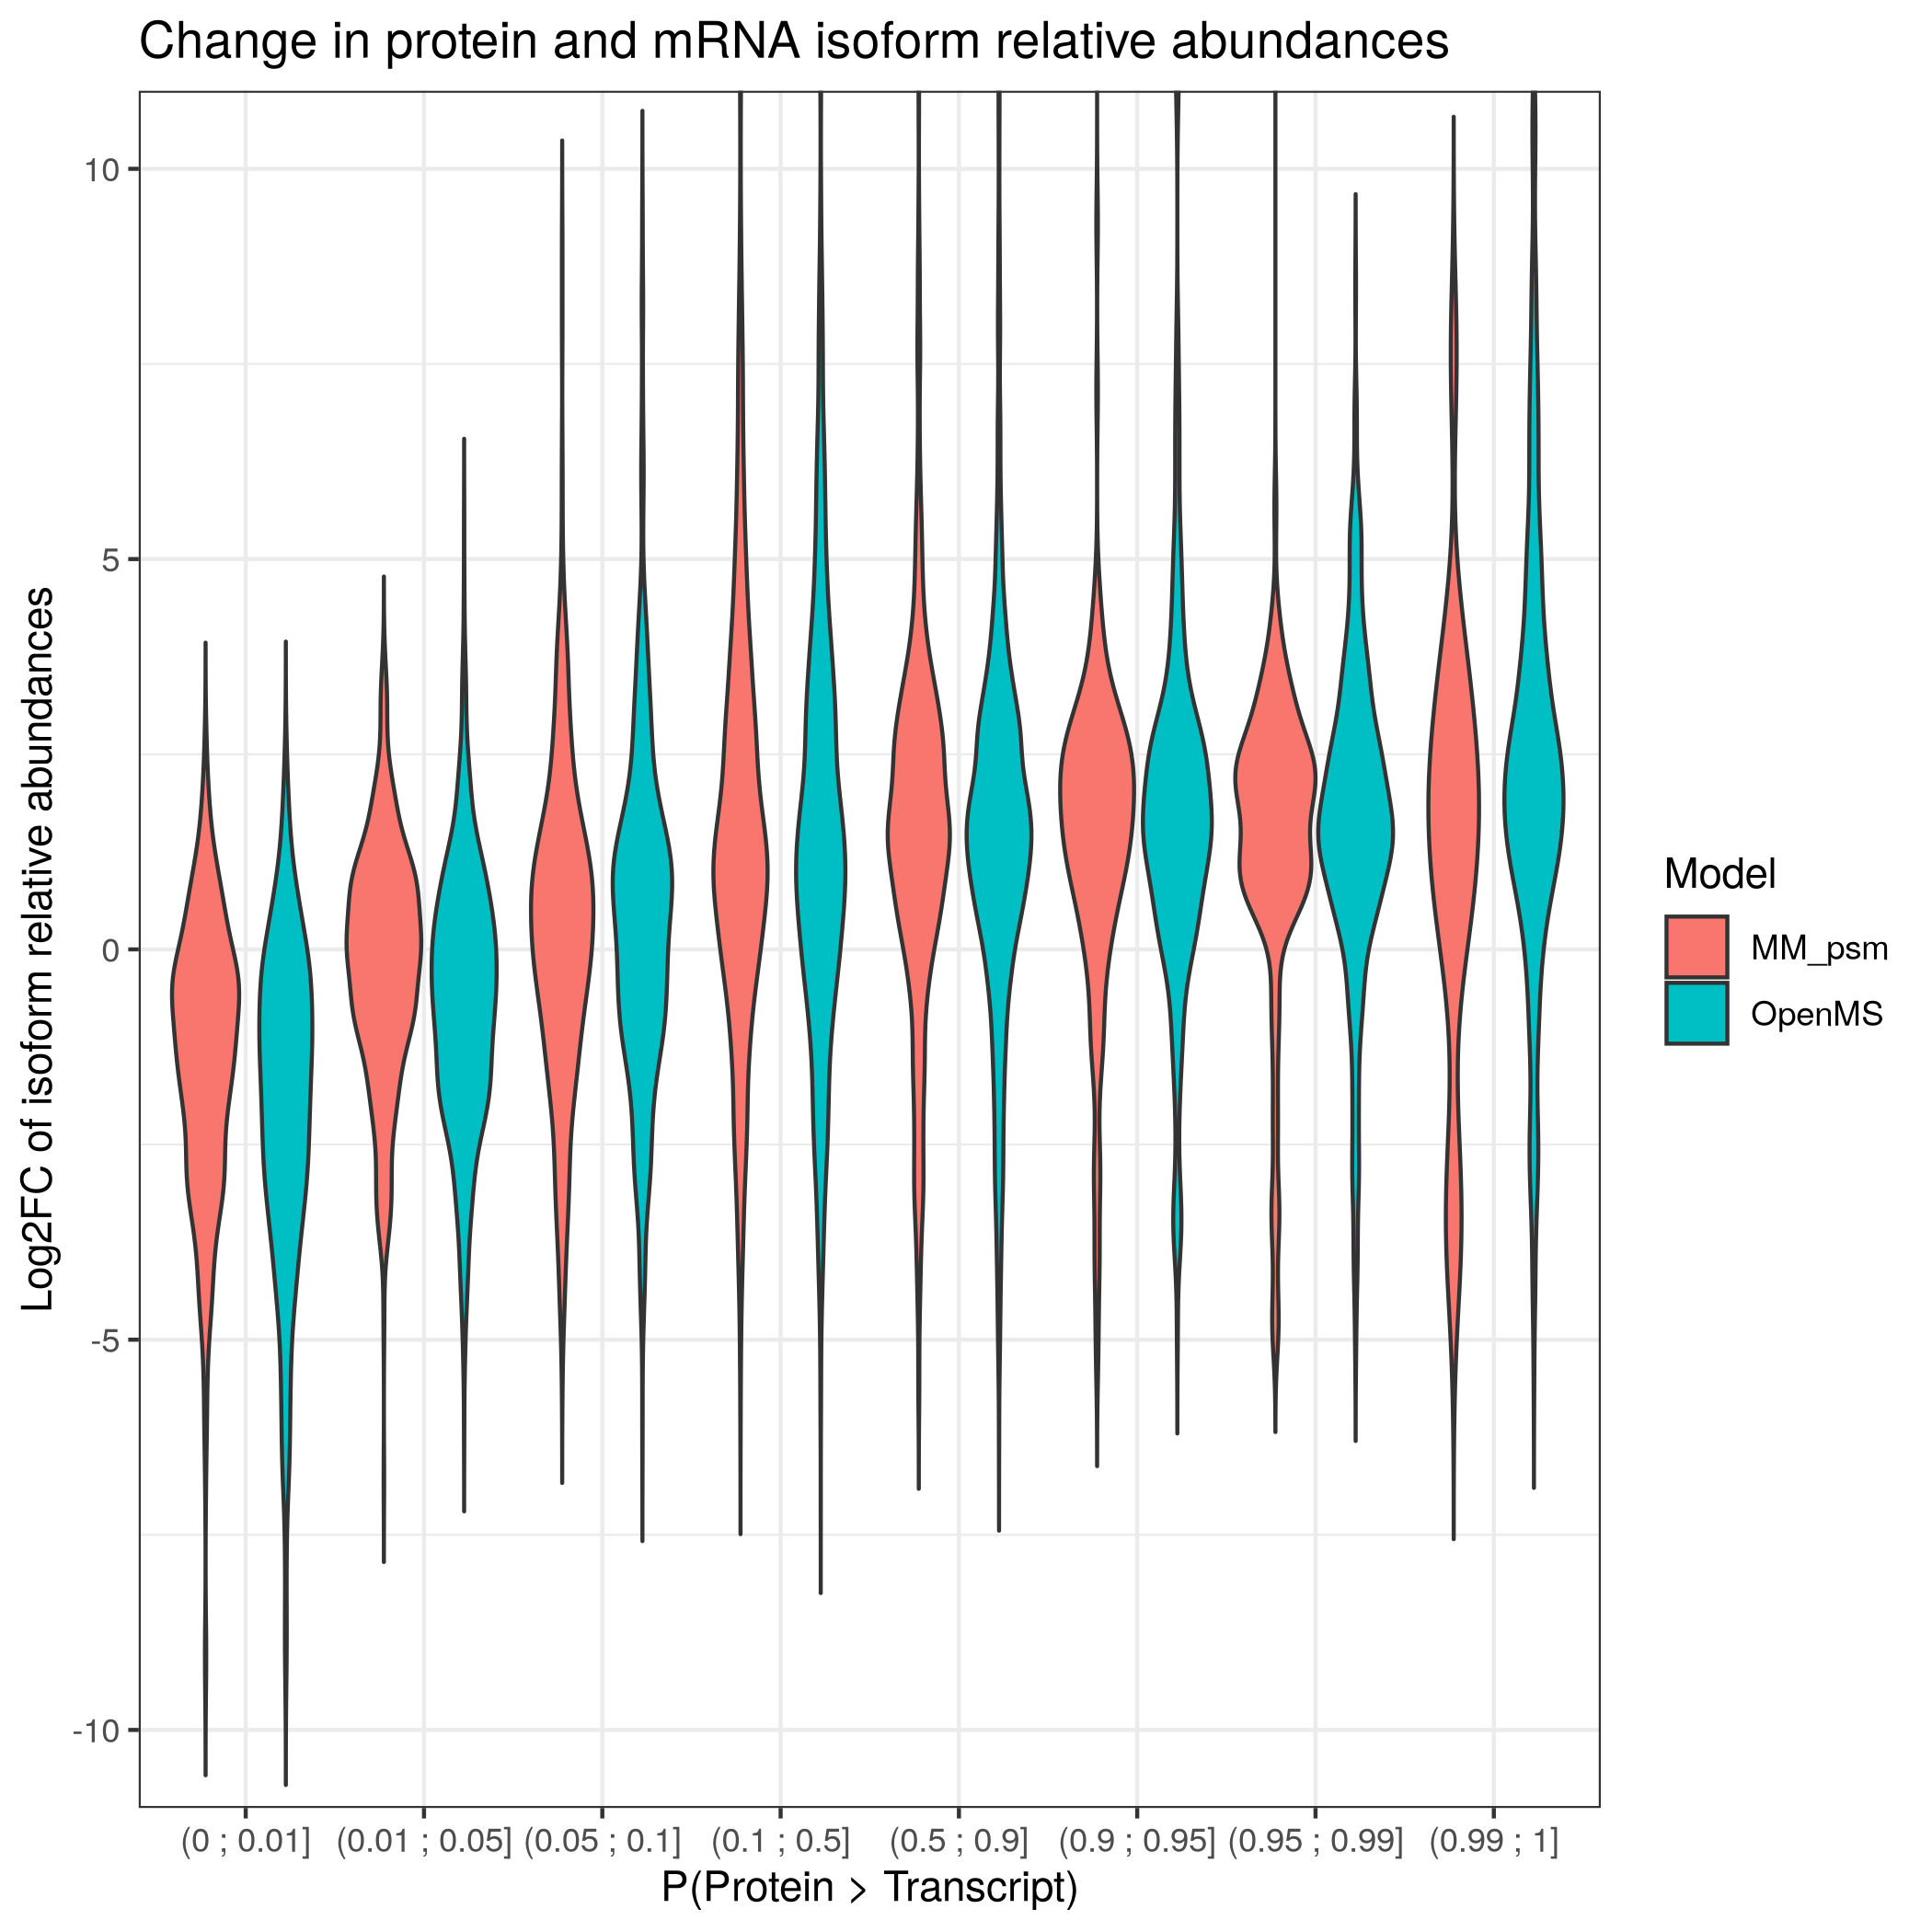 Change in protein and mRNA isoform relative abundances
Log2FC of isoform relative abundances
10
5
0
-5
-10
(0 ; 0.01] (0.01 ; 0.05] (0.05 ; 0.1] (0.1 ; 0.5] (0.5 ; 0.9] (0.9 ; 0.95] (0.95 ; 0.99] (0.99 ; 1]
P(Protein > Transcript)
Model
MM_psm
OpenMS